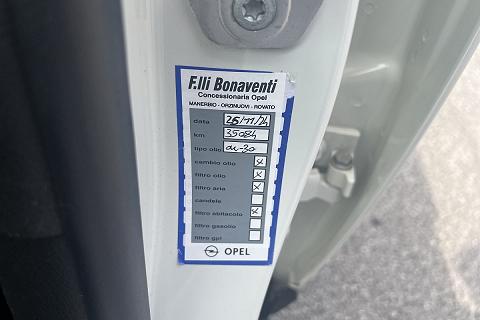 F.lli Bonaventi
Concessionaria Opel
MANERBIO - ORZINUOVI - ROVATO
data 25/11/24
km 35084
tipo olio 0w-20
cambio olio x
filtro olio x
filtro aria x
candele
filtro abitacolo x
filtro gasolio
filtro gpl
OPEL